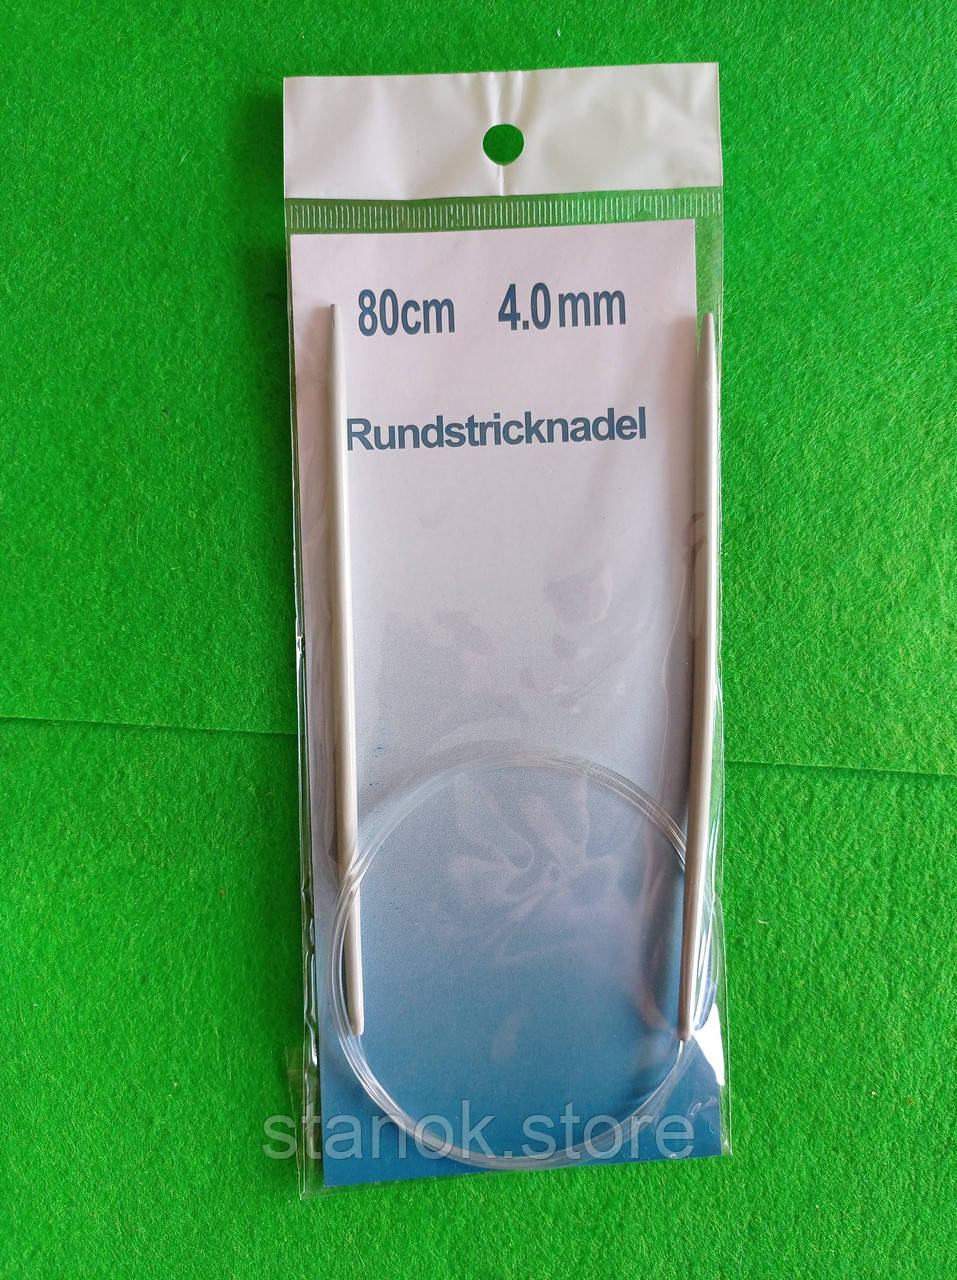 80cm 4.0mm
Rundstricknadel
stanok.store